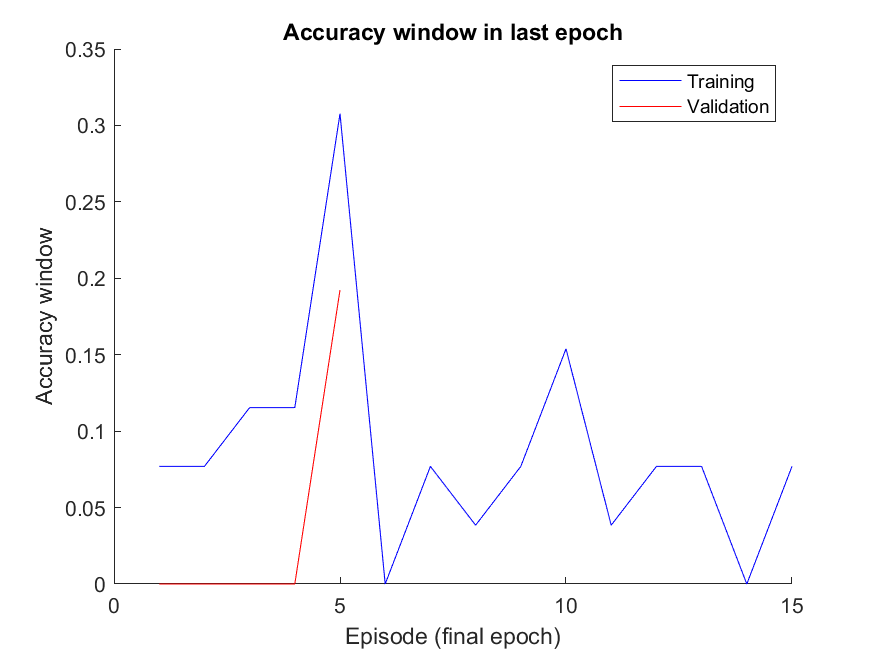 Accuracy window in last epoch
0.35
0.3
0.25
0.2
0.15
0.1
0.05
0
Accuracy window
Training
Validation
0 5 10 15
Episode (final epoch)